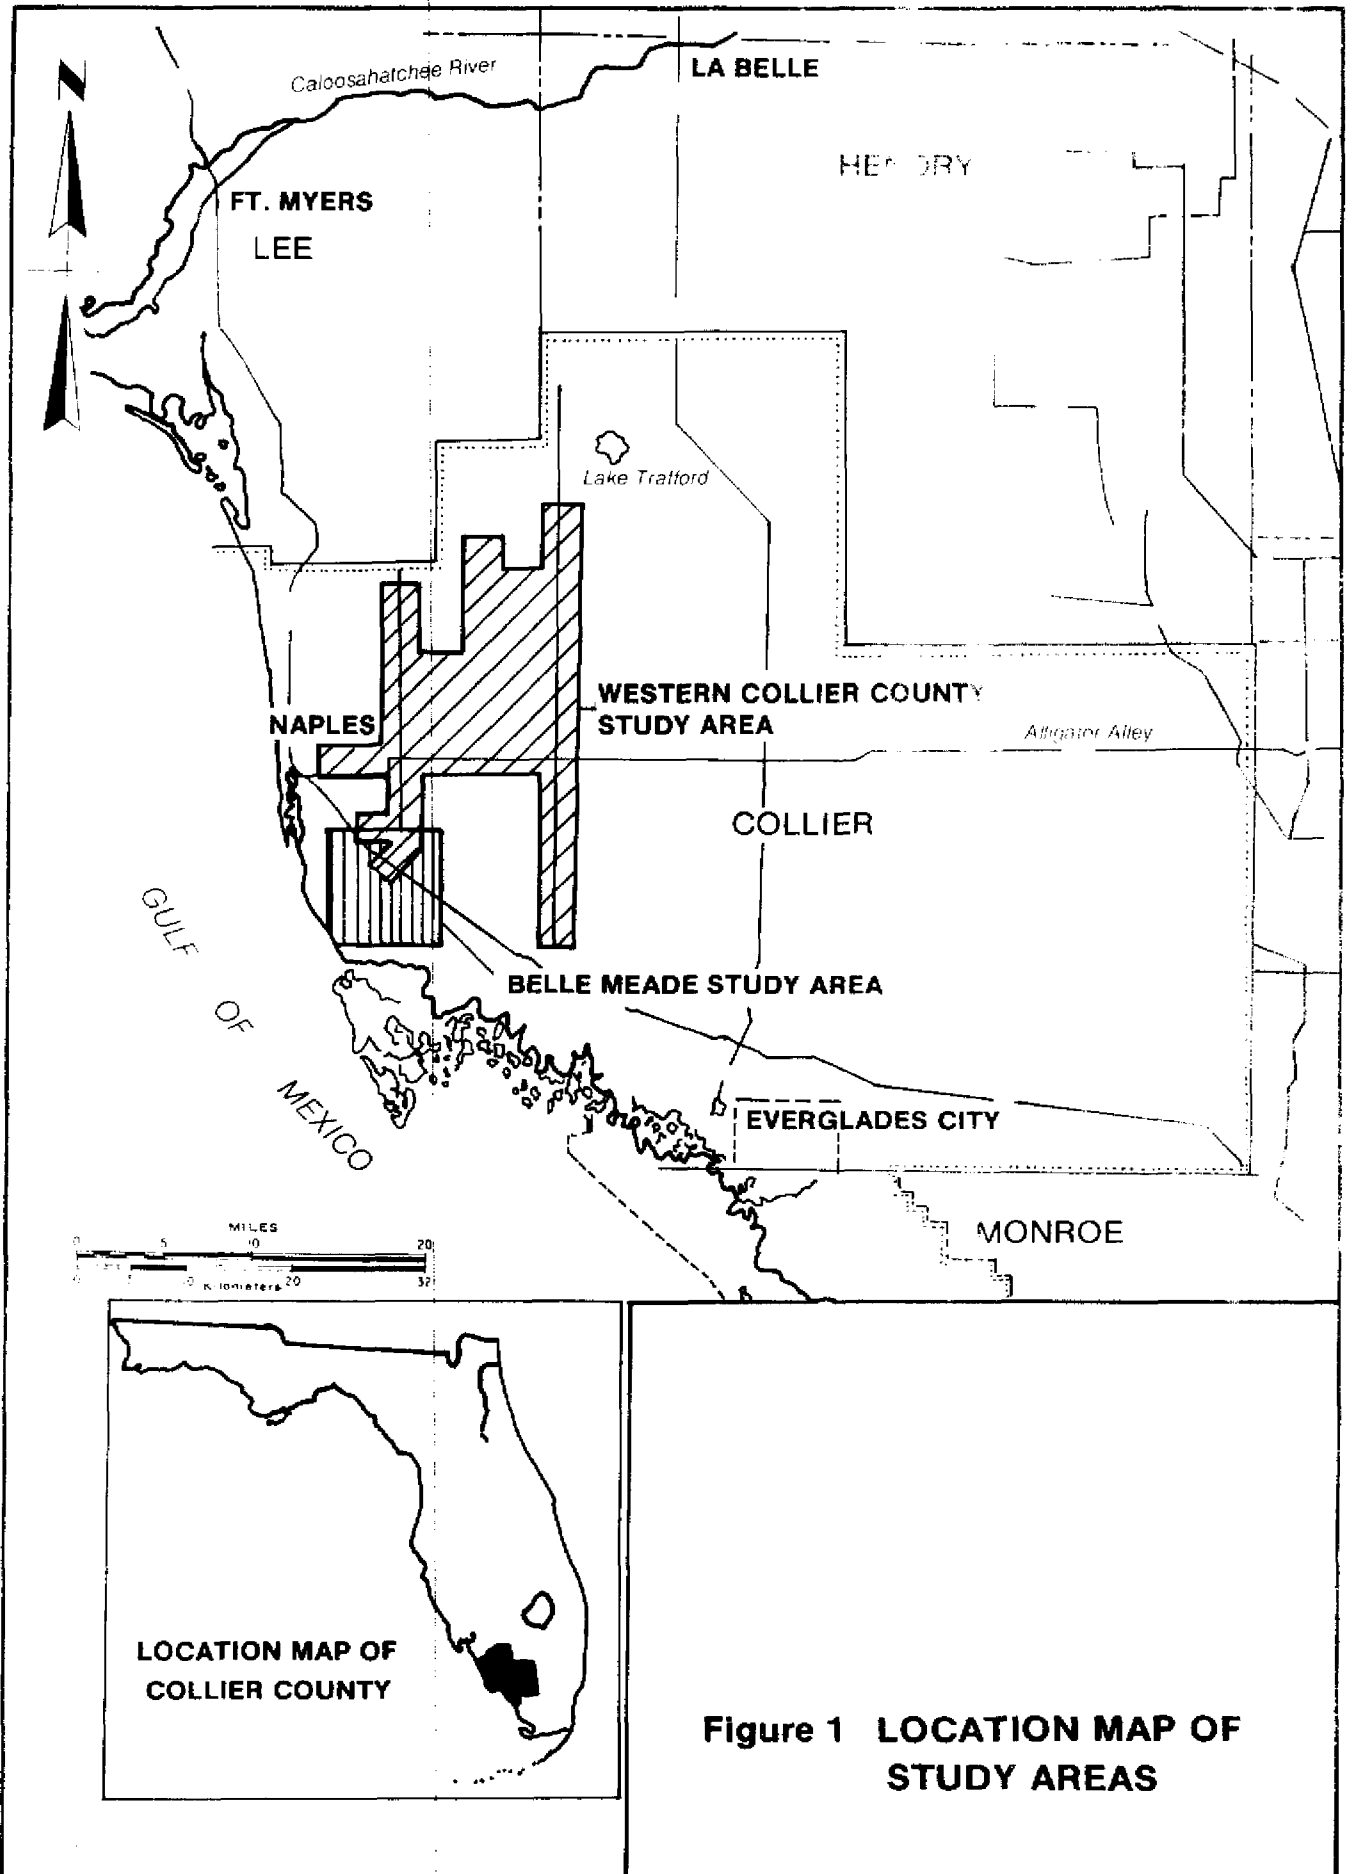 N
Caloosahatchee River
LA BELLE
FT. MYERS
LEE
Lake Trafford
WESTERN COLLIER COUNTY
STUDY AREA
NAPLES
Alligator Alley
COLLIER
GULF
OF
MEXICO
BELLE MEADE STUDY AREA
EVERGLADES CITY
MONROE
MILES
0 5 10 20
Kilometers 20 32
LOCATION MAP OF
COLLIER COUNTY
Figure 1 LOCATION MAP OF
STUDY AREAS